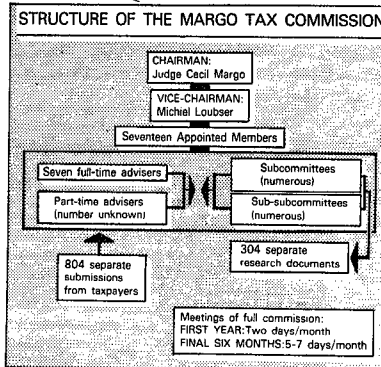 STRUCTURE OF THE MARGO TAX COMMISSION
CHAIRMAN:
Judge Cecil Margo
VICE-CHAIRMAN:
Michiel Loubser
Seventeen Appointed Members
Seven full-time advisers
Part-time advisers
(number unknown)
Subcommittees
(numerous)
Sub-subcommittees
(numerous)
804 separate
submissions
from taxpayers
304 separate
research documents
Meetings of full commission:
FIRST YEAR:Two days/month
FINAL SIX MONTHS:5-7 days/month